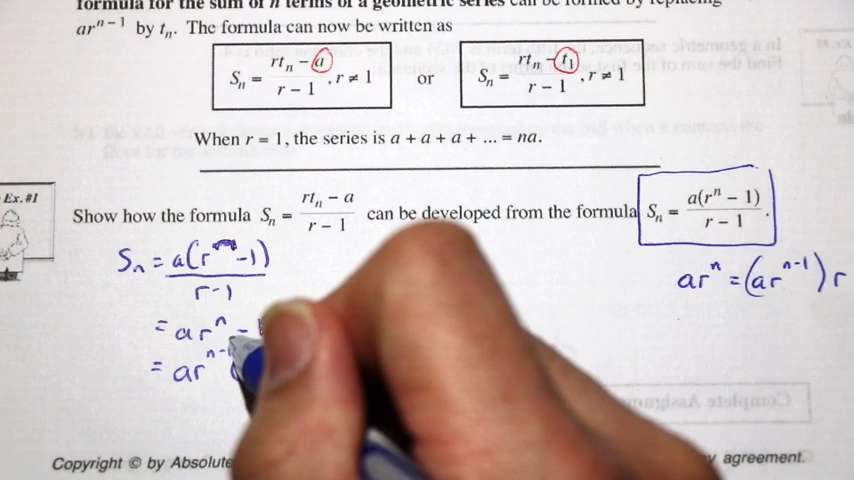 formula for the sum of n terms of a geometric series can be formed by replacing
ar^(n-1) by t_n. The formula can now be written as
S_n = (rt_n - a)/(r - 1), r ≠ 1 or S_n = (rt_n - t_1)/(r - 1), r ≠ 1
When r = 1, the series is a + a + a + ... = na.
Ex. #1
Show how the formula S_n = (rt_n - a)/(r - 1) can be developed from the formula S_n = a(r^n - 1)/(r - 1).
S_n = a(r -1)/(r-1)
ar^n = (ar^(n-1)) r
= ar^n -
= ar^(n-1)
Complete Assignm
Copyright © by Absolute y agreement.